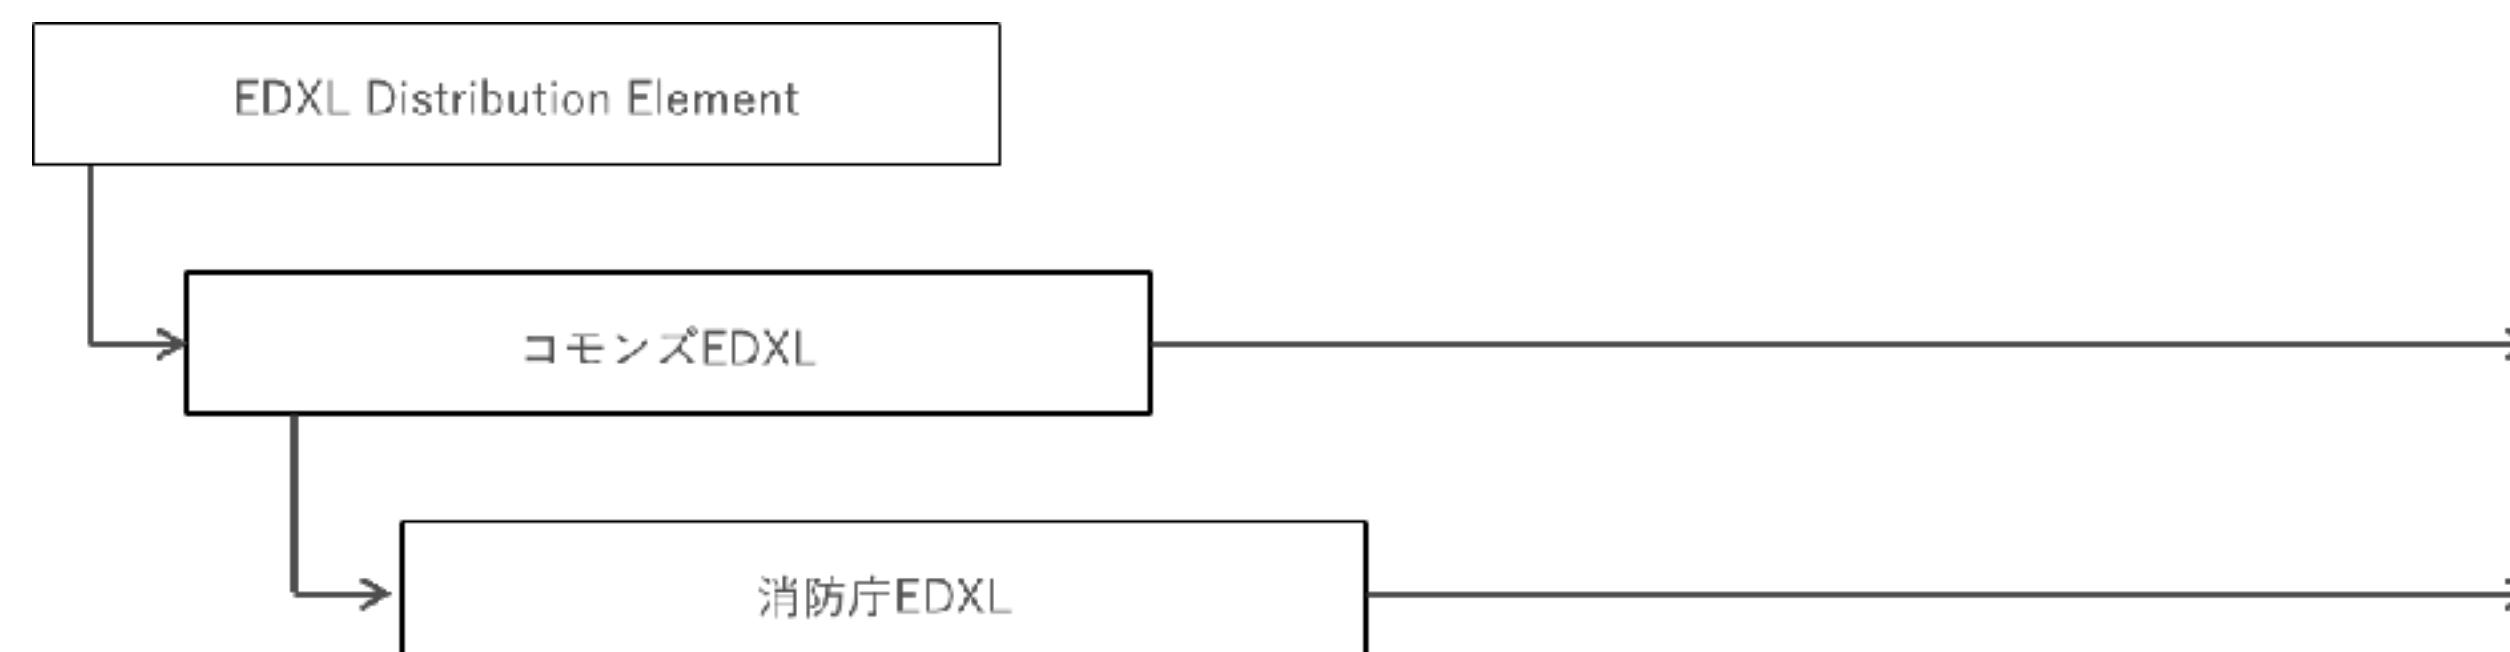 EDXL Distribution Element
コモンズEDXL
消防庁EDXL